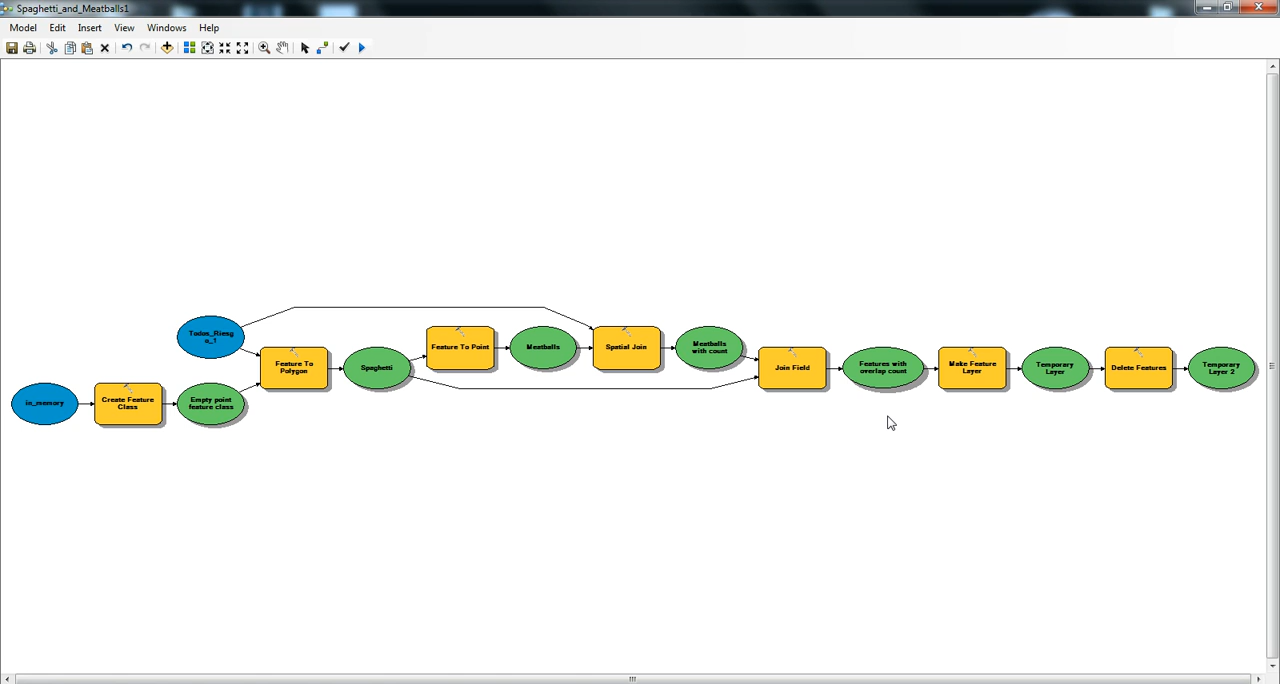 Spaghetti_and_Meatballs1
Model Edit Insert View Windows Help
Todos_Riesg
o_1
in_memory
Create Feature
Class
Empty point
feature class
Feature To
Polygon
Spaghetti
Feature To Point
Meatballs
Spatial Join
Meatballs
with count
Join Field
Features with
overlap count
Make Feature
Layer
Temporary
Layer
Delete Features
Temporary
Layer 2